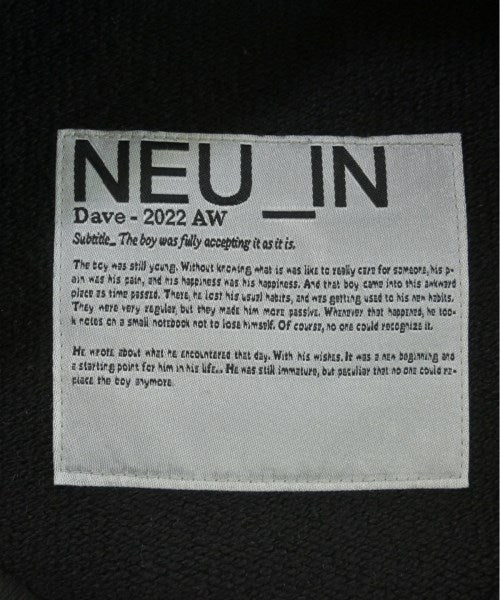 NEU_IN
Dave - 2022 AW
Subtitle_ The boy was fully accepting it as it is.
The boy was still young. Without knowing what is was like to really care for someone, his p-
ain was his pain, and his happiness was his happiness. And that boy came into this awkward
place as time passed. There, he lost his usual habits, and was getting used to his new habits.
They were very regular, but they made him more passive. Whenever that happened, he too-
k notes on a small notebook not to lose himself. Of course, no one could recognize it.
He wrote about what he encountered that day. With his wishes. It was a new beginning and
a starting point for him in his life.. He was still immature, but peculiar that no one could re-
place the boy anymore.